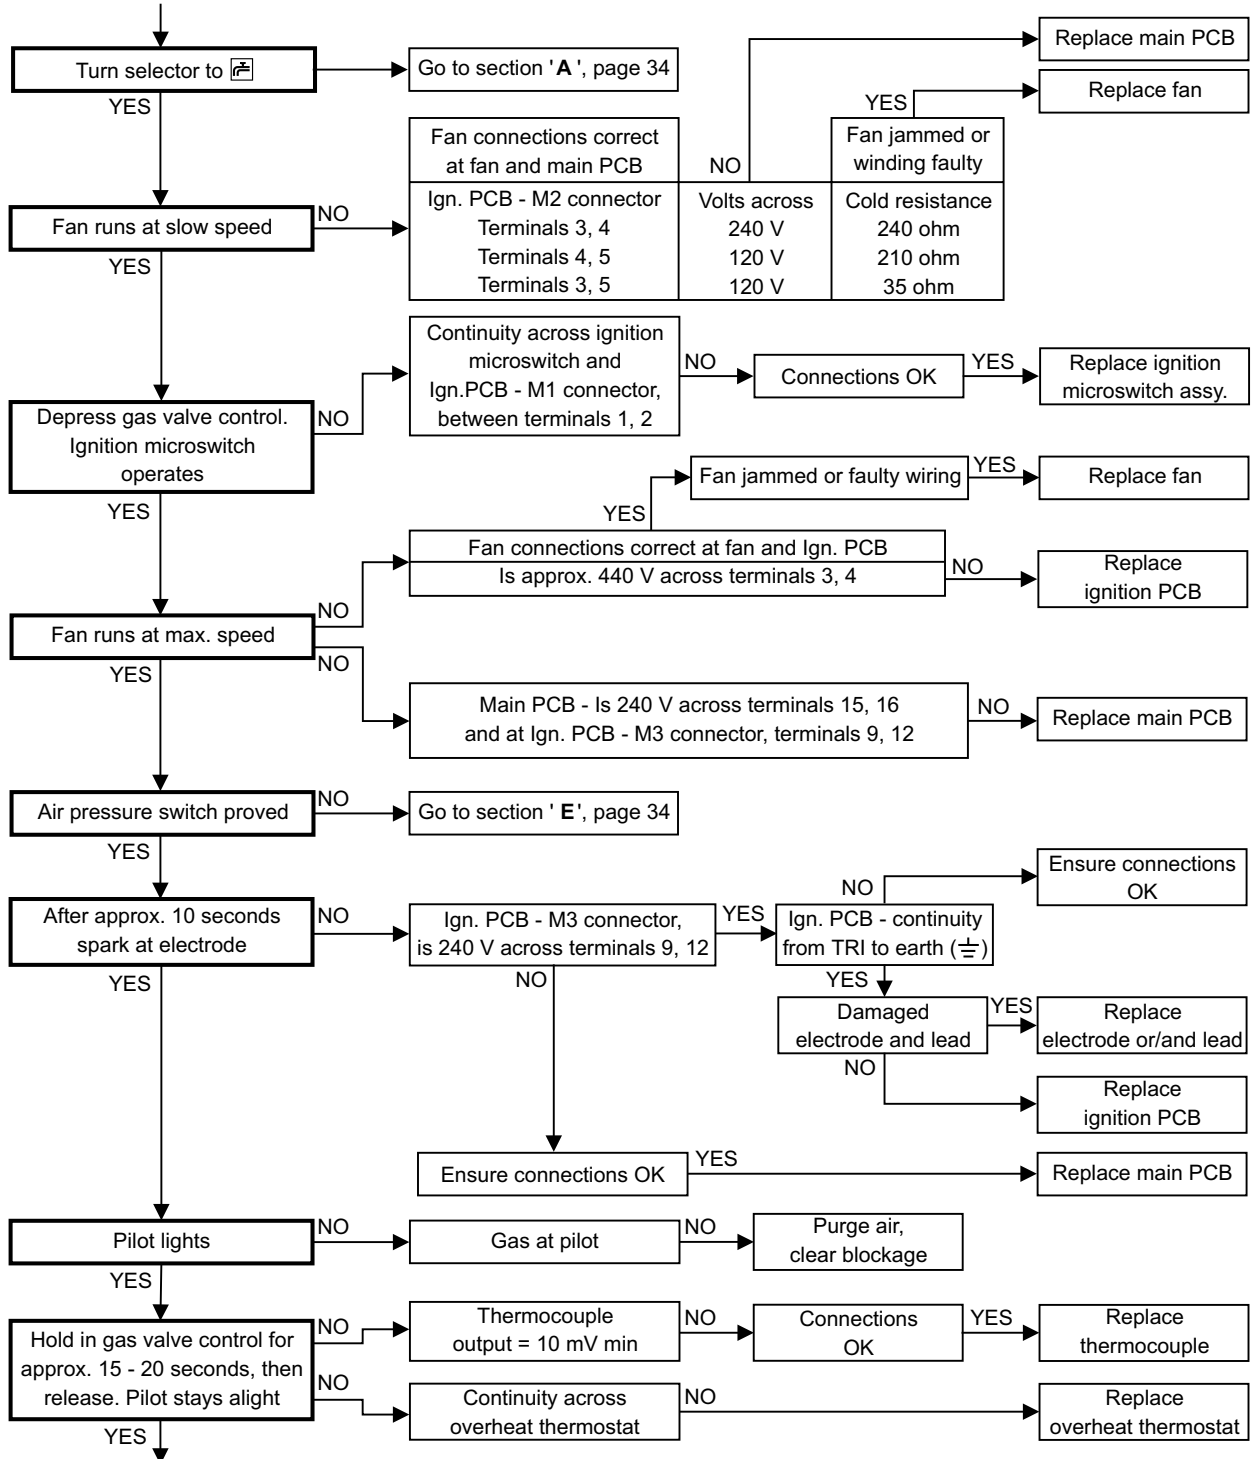 Replace main PCB
Turn selector to
Go to section 'A', page 34
YES
Replace fan
YES
Fan connections correct
at fan and main PCB
NO
Fan jammed or
winding faulty
Ign. PCB - M2 connector
Terminals 3, 4
Terminals 4, 5
Terminals 3, 5
Volts across
240 V
120 V
120 V
Cold resistance
240 ohm
210 ohm
35 ohm
Fan runs at slow speed
NO
YES
Continuity across ignition
microswitch and
Ign.PCB - M1 connector,
between terminals 1, 2
NO
Connections OK
YES
Replace ignition
microswitch assy.
Depress gas valve control.
Ignition microswitch
operates
NO
YES
Fan jammed or faulty wiring
YES
Replace fan
YES
Fan connections correct at fan and Ign. PCB
Is approx. 440 V across terminals 3, 4
NO
Replace
ignition PCB
Fan runs at max. speed
NO
NO
YES
Main PCB - Is 240 V across terminals 15, 16
and at Ign. PCB - M3 connector, terminals 9, 12
NO
Replace main PCB
Air pressure switch proved
NO
Go to section ' E', page 34
YES
Ensure connections
OK
NO
After approx. 10 seconds
spark at electrode
NO
Ign. PCB - M3 connector,
is 240 V across terminals 9, 12
YES
Ign. PCB - continuity
from TRI to earth (⏚)
YES
NO
YES
Damaged
electrode and lead
YES
Replace
electrode or/and lead
NO
Replace
ignition PCB
Ensure connections OK
YES
Replace main PCB
Pilot lights
NO
Gas at pilot
NO
Purge air,
clear blockage
YES
Hold in gas valve control for
approx. 15 - 20 seconds, then
release. Pilot stays alight
NO
Thermocouple
output = 10 mV min
NO
Connections
OK
YES
Replace
thermocouple
NO
Continuity across
overheat thermostat
NO
Replace
overheat thermostat
YES